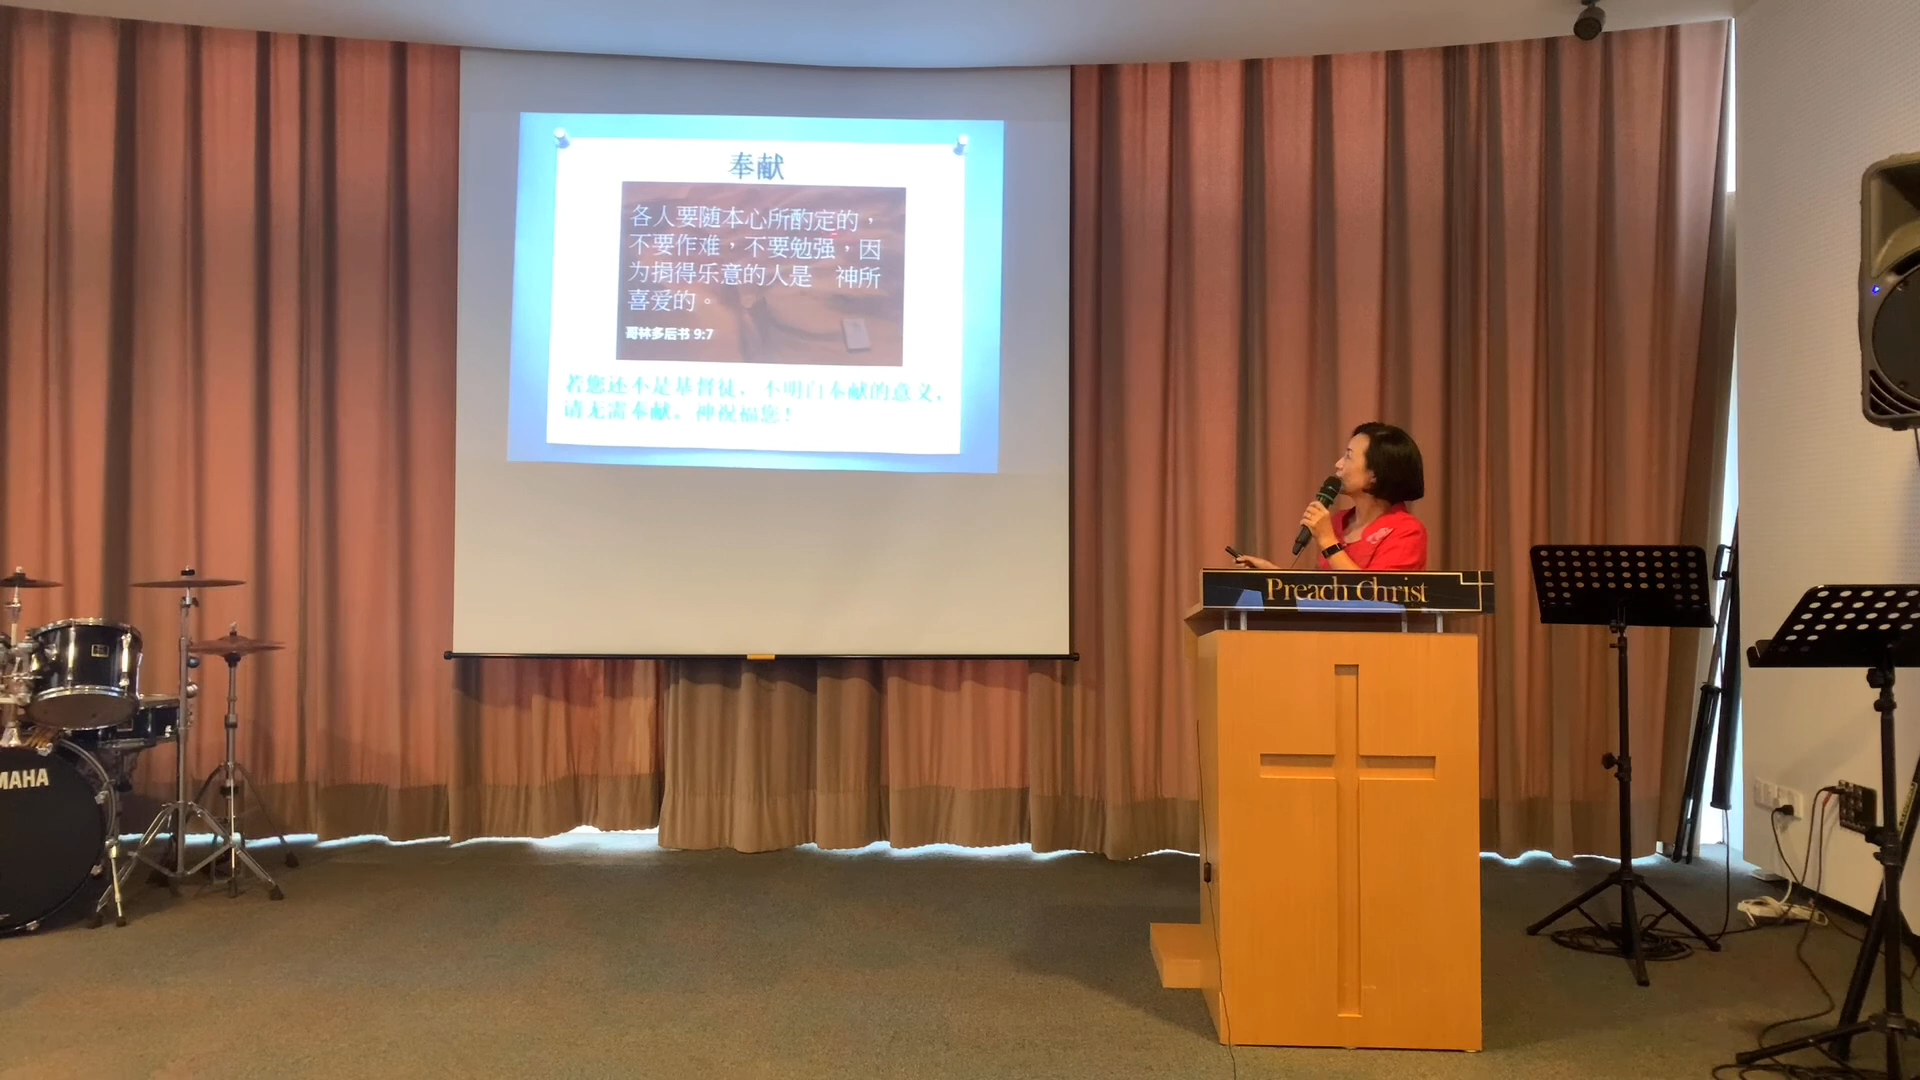 奉献
各人要随本心所酌定的，
不要作难，不要勉强，因
为捐得乐意的人是　神所
喜爱的。
哥林多后书 9:7
若您还不是基督徒、不明白奉献的意义，
请无需奉献。神祝福您！
Preach Christ
MAHA